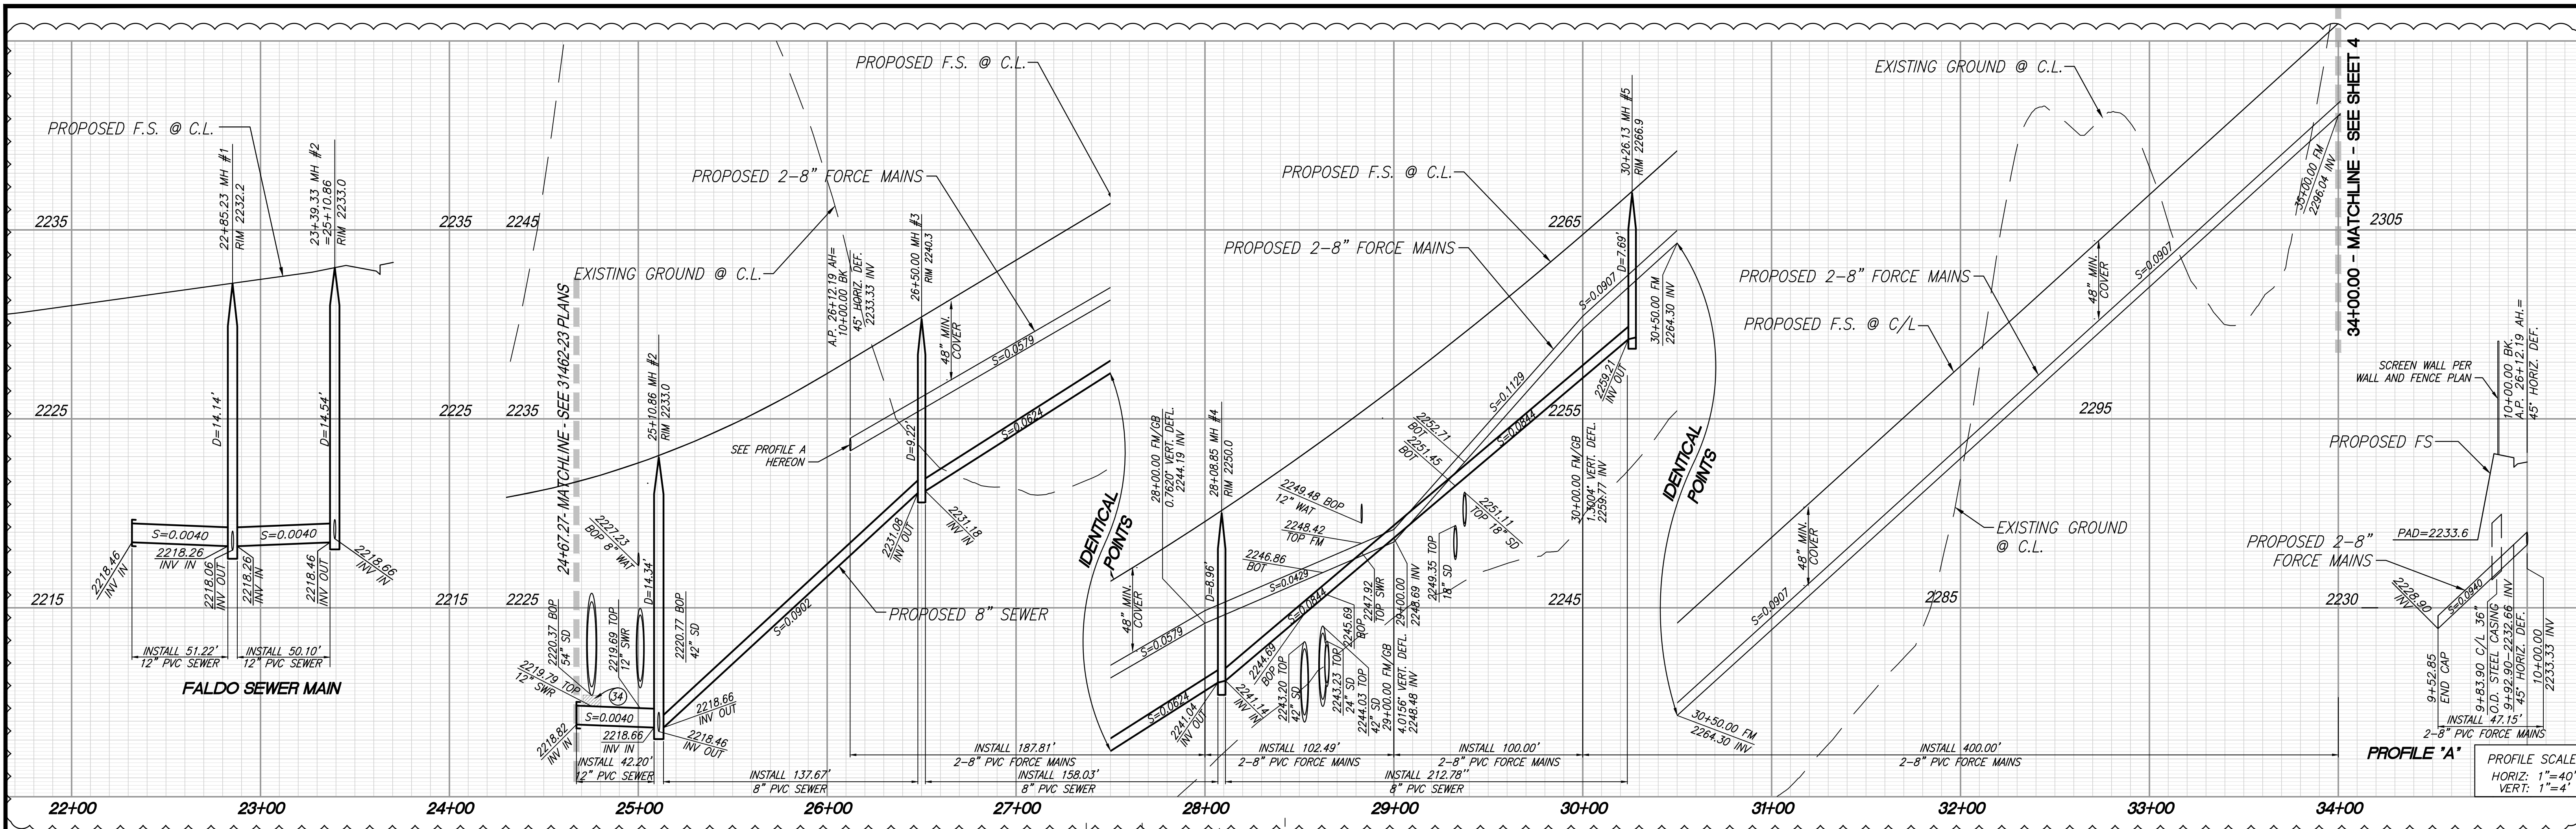 PROPOSED F.S. @ C.L.
22+85.23 MH #1
RIM 2232.2
23+39.33 MH #2
=25+10.86
RIM 2233.0
2235
2225
2215
D=14.14'
D=14.54'
S=0.0040
S=0.0040
2218.46
INV IN
2218.26
INV IN
2218.06
INV OUT
2218.26
INV IN
2218.46
INV OUT
2218.66
INV IN
INSTALL 51.22'
12" PVC SEWER
INSTALL 50.10'
12" PVC SEWER
FALDO SEWER MAIN
2235
2225
2215
2245
2235
2225
24+67.27- MATCHLINE - SEE 31462-23 PLANS
EXISTING GROUND @ C.L.
PROPOSED F.S. @ C.L.
PROPOSED 2-8" FORCE MAINS
25+10.86 MH #2
RIM 2233.0
D=14.34'
2227.23
BOP 8" WAT
2220.37 BOP
54" SD
2219.69 TOP
12" SWR
2220.77 BOP
42" SD
2219.79 TOP
12" SWR
34
S=0.0040
2218.82
INV IN
2218.66
INV IN
2218.66
INV OUT
2218.46
INV OUT
INSTALL 42.20'
12" PVC SEWER
INSTALL 137.67'
8" PVC SEWER
A.P. 26+12.19 AH=
10+00.00 BK
45° HORIZ. DEF.
2233.33 INV
26+50.00 MH #3
RIM 2240.3
D=9.22'
48" MIN.
COVER
S=0.0579
S=0.0624
SEE PROFILE A
HEREON
2231.08
INV OUT
2231.18
INV IN
S=0.0902
PROPOSED 8" SEWER
IDENTICAL
POINTS
INSTALL 187.81'
2-8" PVC FORCE MAINS
INSTALL 158.03'
8" PVC SEWER
PROPOSED F.S. @ C.L.
PROPOSED 2-8" FORCE MAINS
48" MIN.
COVER
S=0.0579
S=0.0624
28+00.00 FM/GB
0.7620° VERT. DEFL.
2244.19 INV
28+08.85 MH #4
RIM 2250.0
D=8.96'
2241.04
INV OUT
2241.14
INV IN
2249.48 BOP
12" WAT
2248.42
TOP FM
2246.86
BOT
S=0.0429
S=0.0844
2244.69
BOP
2243.20 TOP
42" SD
2243.23 TOP
24" SD
2244.03 TOP
42" SD
2245.69
BOP
2247.92
TOP SWR
29+00.00
2248.69 INV
29+00.00 FM/GB
4.0156° VERT. DEFL.
2248.48 INV
2252.71
BOT
2251.45
BOT
2251.11
TOP 18" SD
2249.35 TOP
18" SD
S=0.1129
S=0.0844
S=0.0907
30+00.00 FM/GB
1.3004° VERT. DEFL.
2259.77 INV
2265
2255
2245
30+26.13 MH #5
RIM 2266.9
D=7.69'
2259.21
INV OUT
30+50.00 FM
2264.30 INV
IDENTICAL
POINTS
INSTALL 102.49'
2-8" PVC FORCE MAINS
INSTALL 100.00'
2-8" PVC FORCE MAINS
INSTALL 212.78''
8" PVC SEWER
EXISTING GROUND @ C.L.
PROPOSED 2-8" FORCE MAINS
PROPOSED F.S. @ C/L
48" MIN.
COVER
S=0.0907
48" MIN.
COVER
S=0.0907
EXISTING GROUND
@ C.L.
30+50.00 FM
2264.30 INV
35+00.00 FM
2296.04 INV
2305
2295
2285
INSTALL 400.00'
2-8" PVC FORCE MAINS
34+00.00 - MATCHLINE - SEE SHEET 4
SCREEN WALL PER
WALL AND FENCE PLAN
10+00.00 BK.
A.P. 26+12.19 AH.=
45° HORIZ. DEF.
PROPOSED FS
PAD=2233.6
PROPOSED 2-8"
FORCE MAINS
2230
2228.90
INV
S=0.0940
9+52.85
END CAP
9+83.90 C/L 36"
O.D. STEEL CASING
9+92.90-2232.66 INV
45° HORIZ. DEF.
10+00.00
2233.33 INV
INSTALL 47.15'
2-8" PVC FORCE MAINS
PROFILE "A"
PROFILE SCALE
HORIZ: 1"=40'
VERT: 1"=4'
22+00
23+00
24+00
25+00
26+00
27+00
28+00
29+00
30+00
31+00
32+00
33+00
34+00